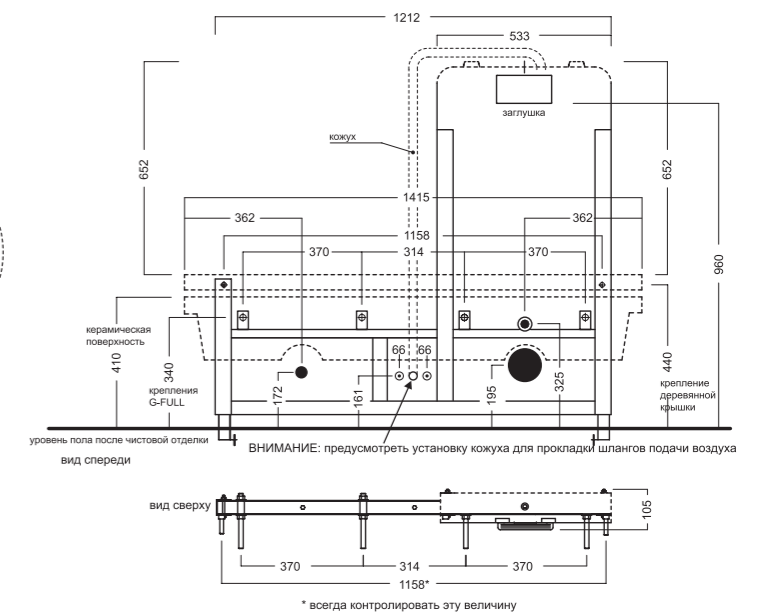 1212
533
заглушка
кожух
652
652
1415
362
362
1158
960
370
314
370
керамическая
поверхность
410
340
крепления
G-FULL
66
66
172
161
195
325
440
крепление
деревянной
крышки
уровень пола после чистовой отделки
ВНИМАНИЕ: предусмотреть установку кожуха для прокладки шлангов подачи воздуха
вид спереди
вид сверху
105
370
314
370
1158*
* всегда контролировать эту величину